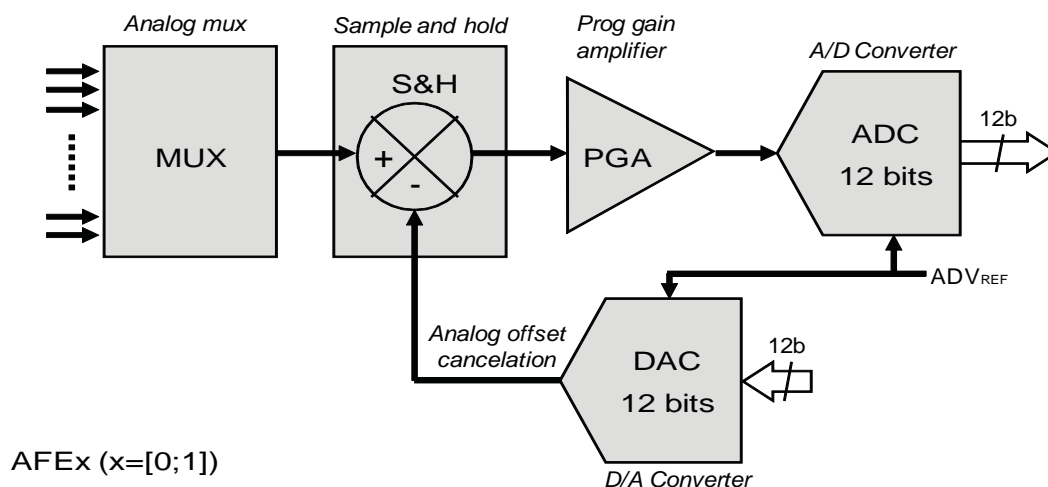 Analog mux
Sample and hold
Prog gain
amplifier
A/D Converter
MUX
S&H
+
-
PGA
ADC
12 bits
12b
ADVREF
Analog offset
cancelation
DAC
12 bits
12b
D/A Converter
AFEx (x=[0;1])